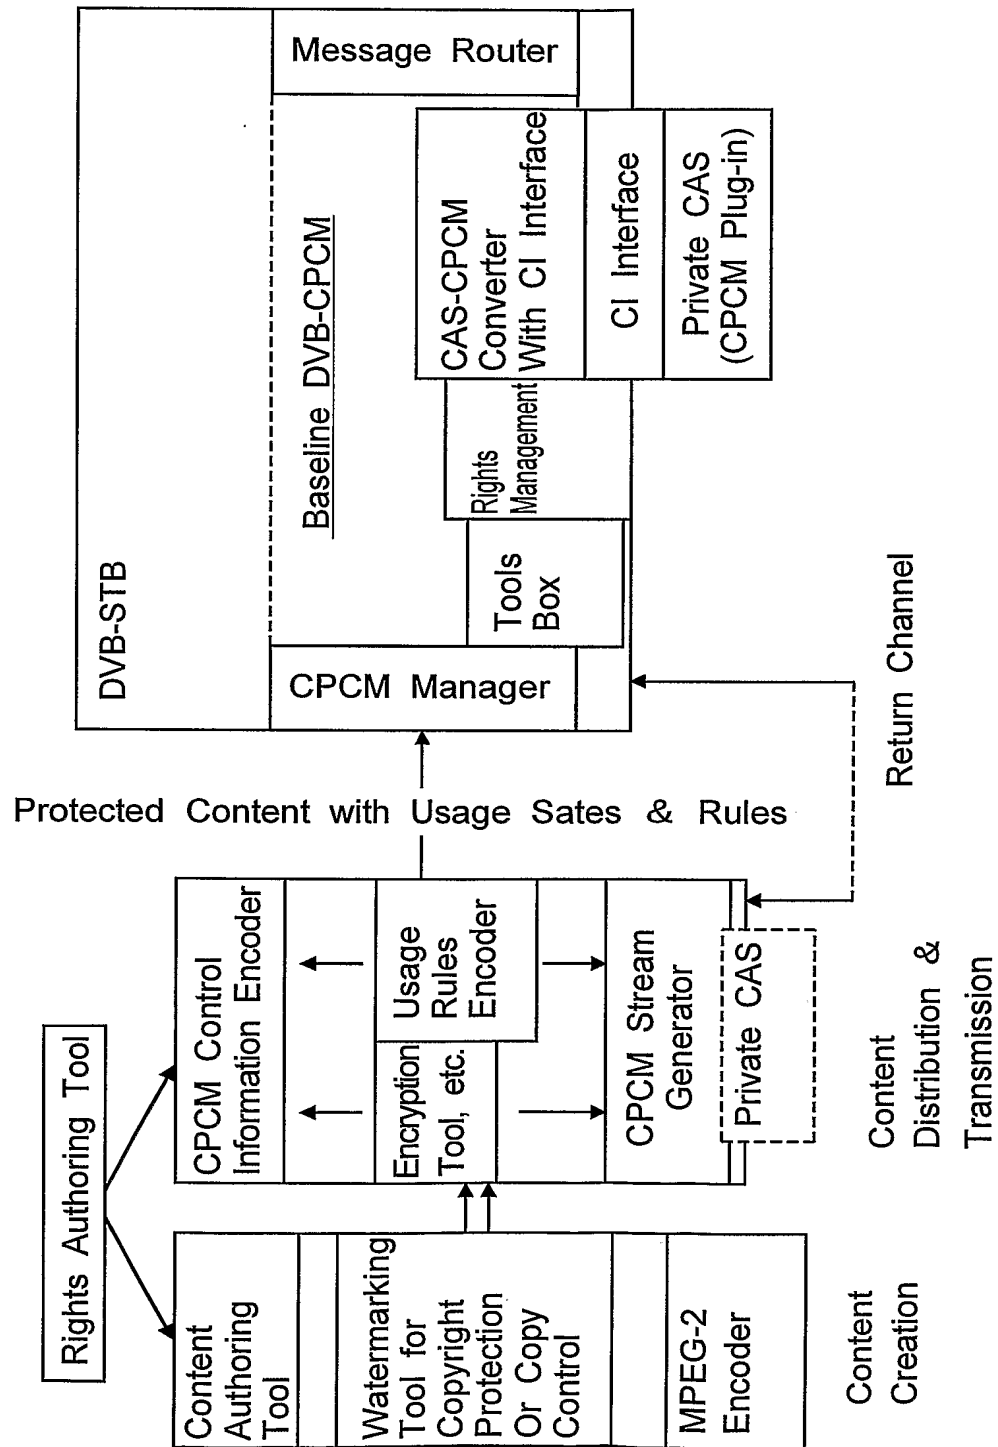 Rights Authoring Tool
Content
Authoring
Tool
Watermarking
Tool for
Copyright
Protection
Or Copy
Control
MPEG-2
Encoder
Content
Creation
CPCM Control
Information Encoder
Encryption
Tool, etc.
Usage
Rules
Encoder
CPCM Stream
Generator
Private CAS
Content
Distribution &
Transmission
Protected Content with Usage Sates & Rules
Return Channel
DVB-STB
CPCM Manager
Baseline DVB-CPCM
Tools
Box
Rights
Management
CAS-CPCM
Converter
With CI Interface
CI Interface
Private CAS
(CPCM Plug-in)
Message Router